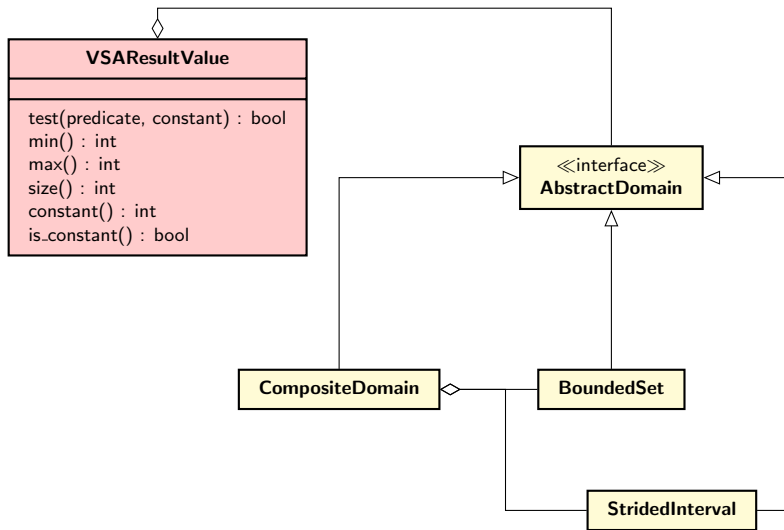 VSAResultValue
test(predicate, constant) : bool
min() : int
max() : int
size() : int
constant() : int
is_constant() : bool
≪interface≫
AbstractDomain
CompositeDomain
BoundedSet
StridedInterval